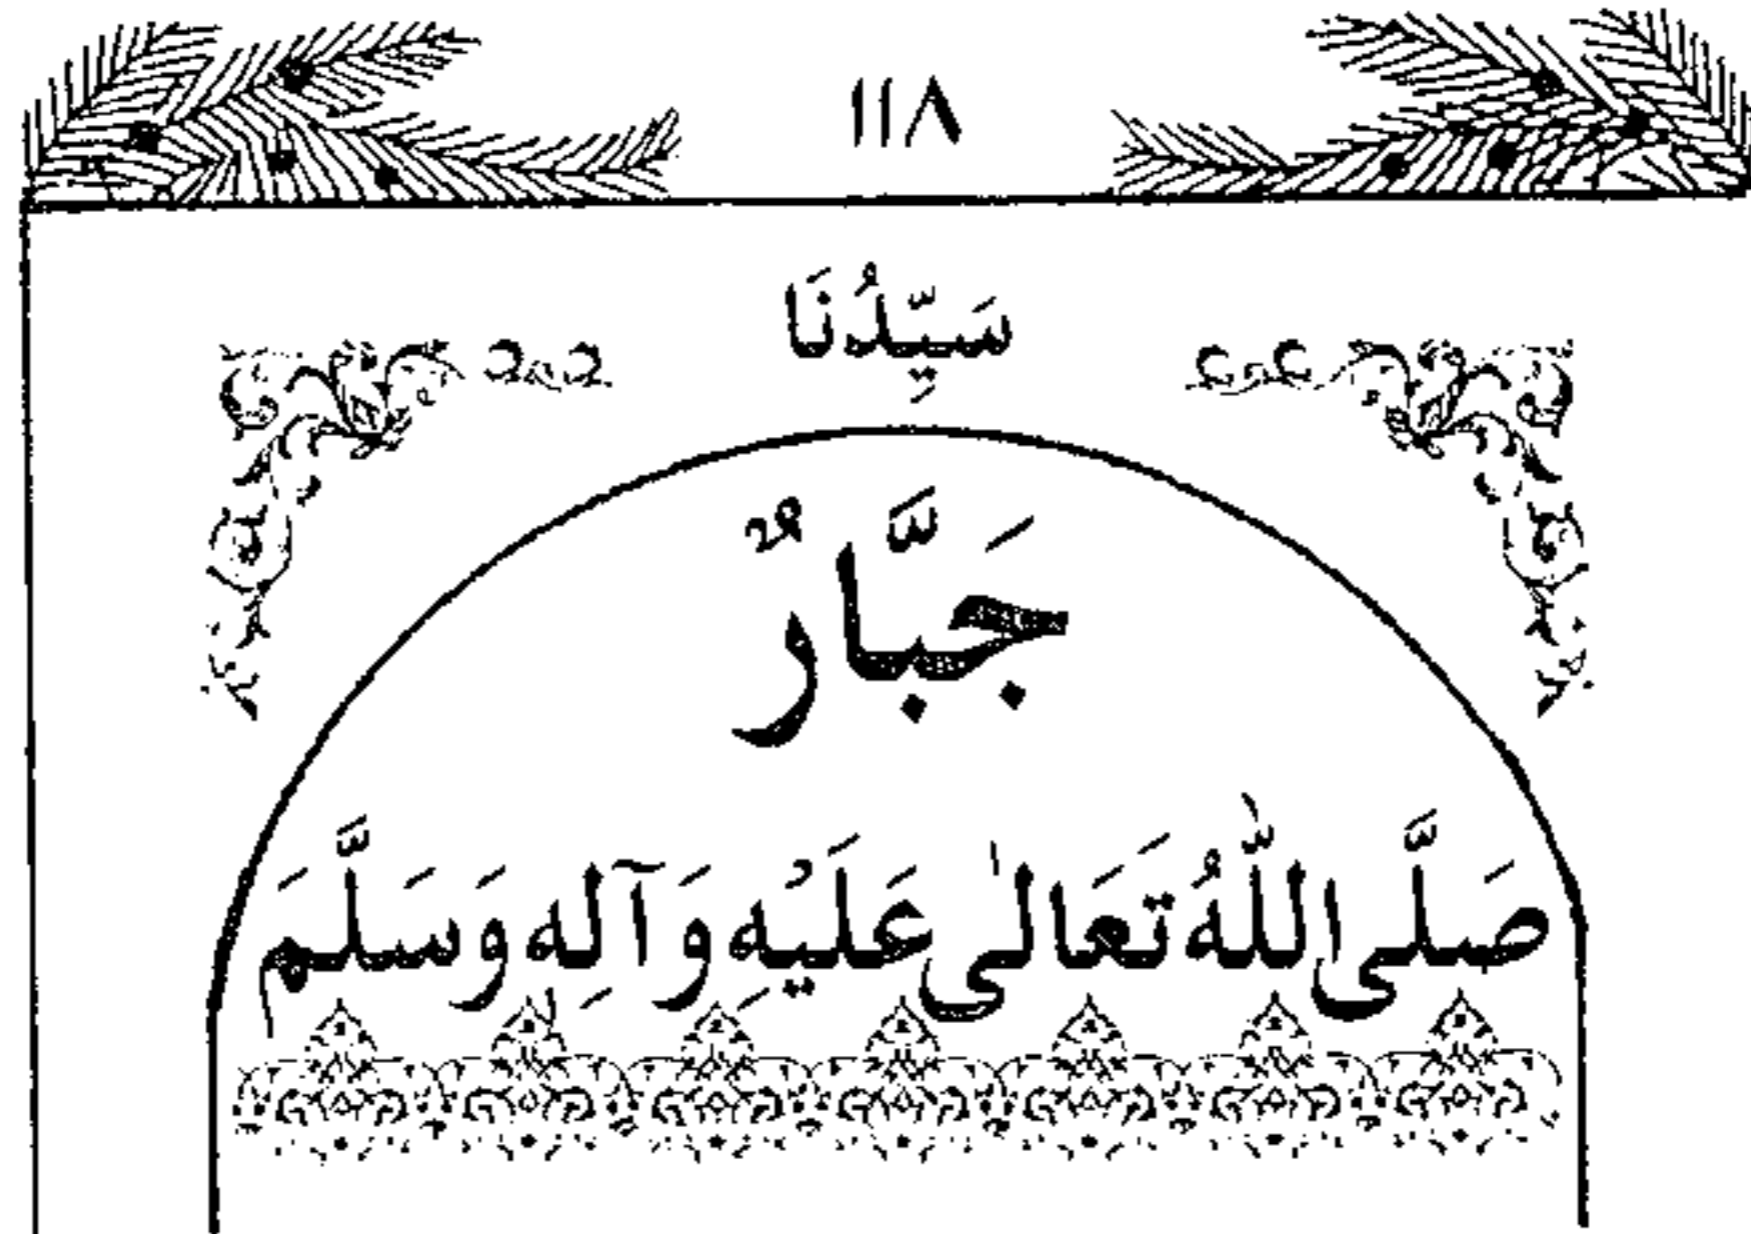 ١١٨
سَيِّدُنَا
جَبَّارٌ
صَلَّى اللّٰهُ تَعَالٰى عَلَيْهِ وَآلِهٖ وَسَلَّمَ